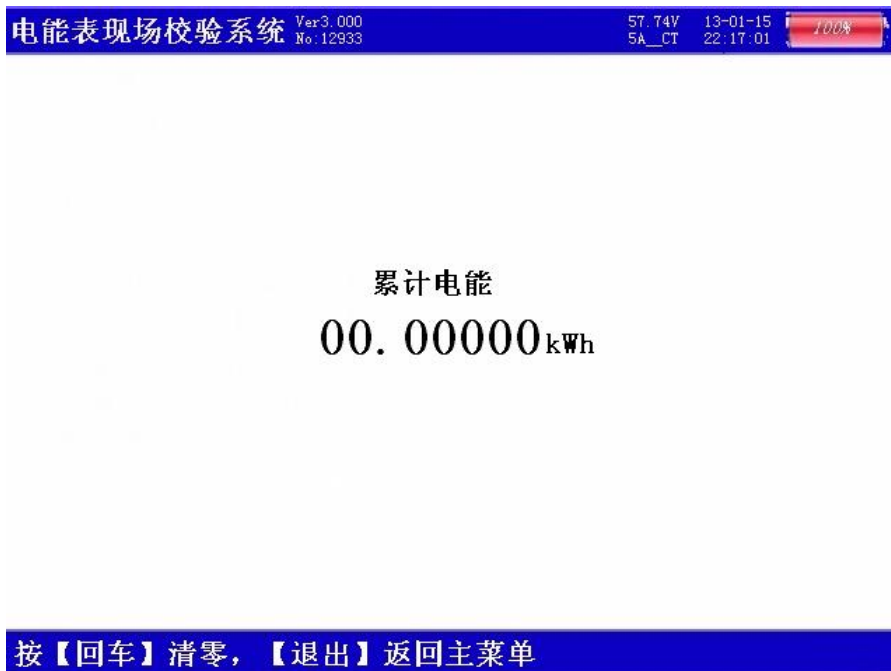 电能表现场校验系统
Ver3.000
No:12933
57.74V
5A__CT
13-01-15
22:17:01
100%
累计电能
00.00000kWh
按【回车】清零，【退出】返回主菜单